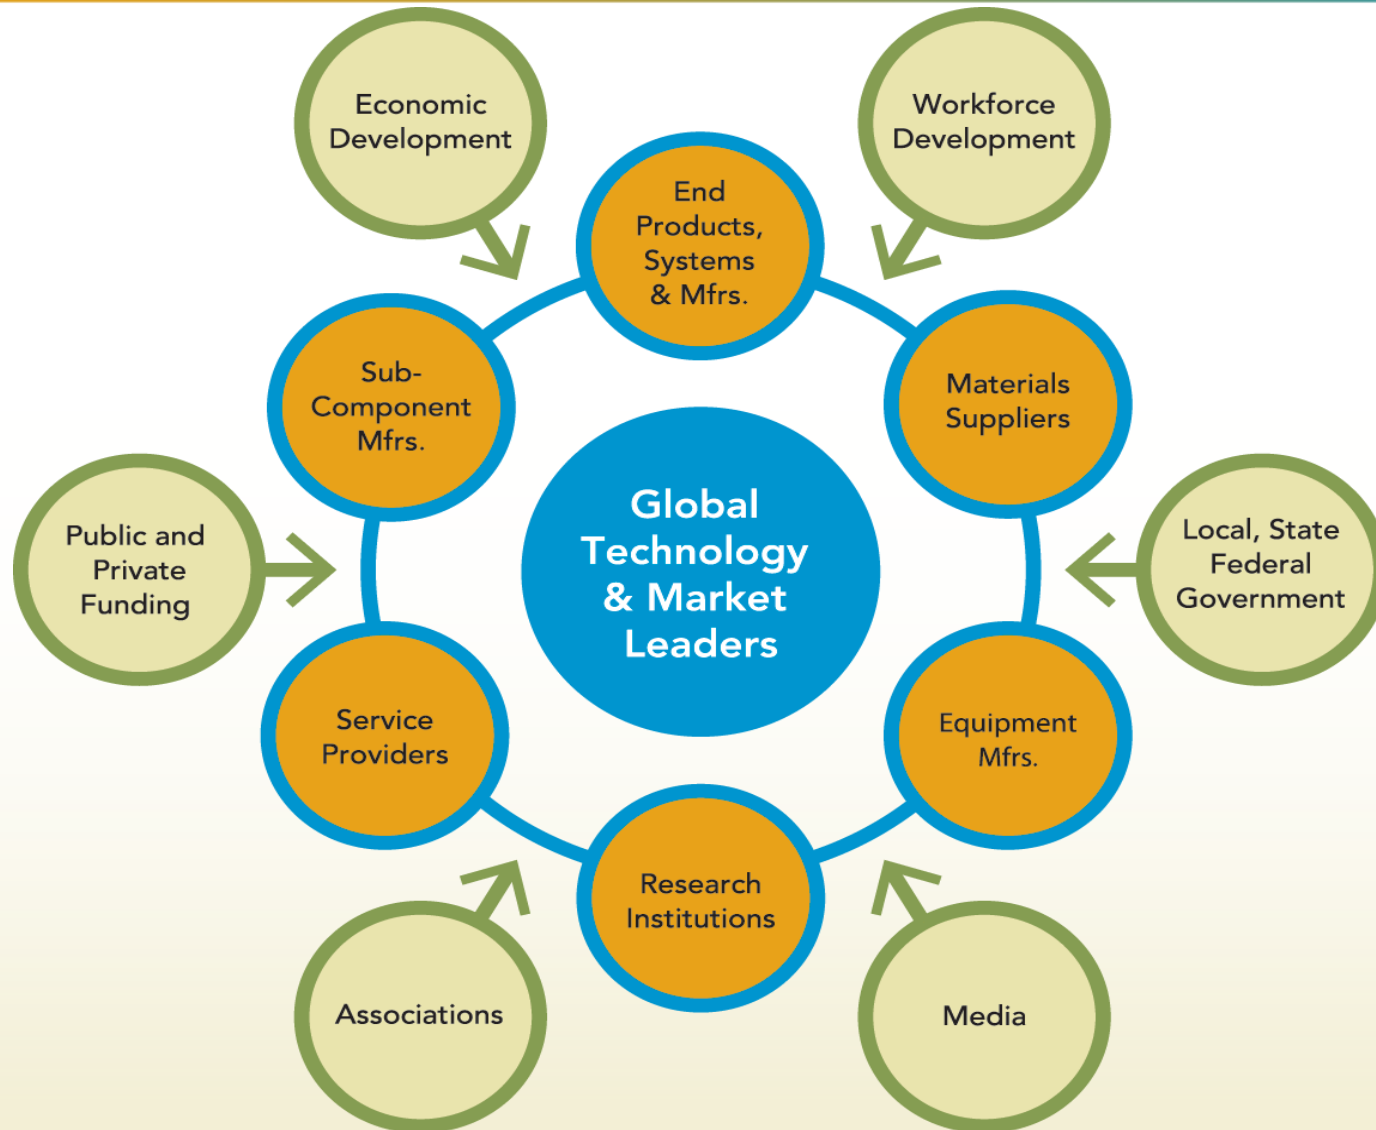 Economic
Development
Workforce
Development
End
Products,
Systems
& Mfrs.
Sub-
Component
Mfrs.
Materials
Suppliers
Global
Technology
& Market
Leaders
Public and
Private
Funding
Local, State
Federal
Government
Service
Providers
Equipment
Mfrs.
Research
Institutions
Associations
Media